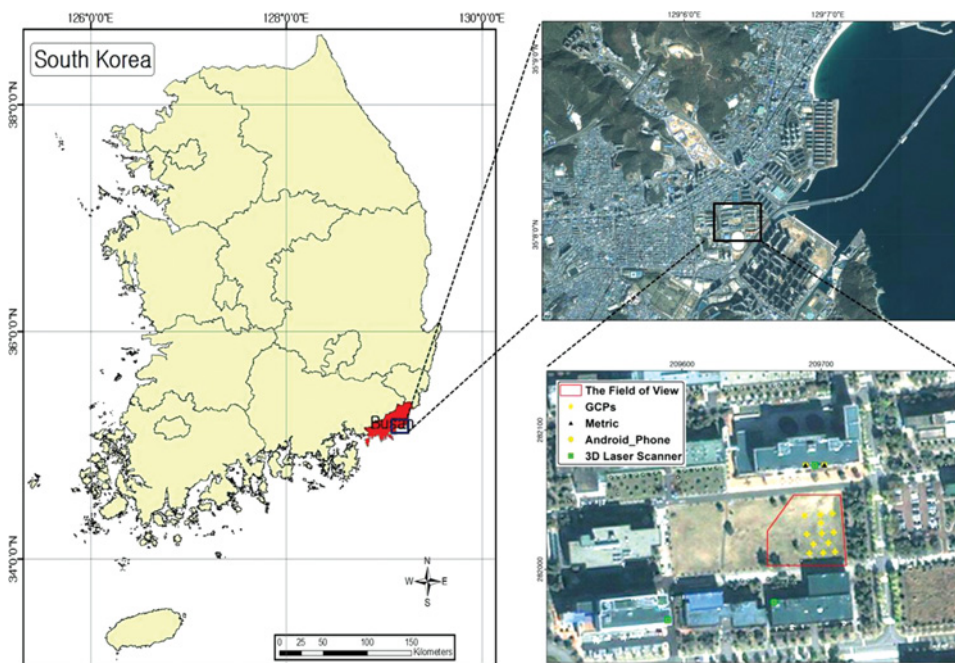 126°0'0"E
128°0'0"E
130°0'0"E
South Korea
38°0'0"N
36°0'0"N
34°0'0"N
Busan
N
W
E
S
0
25
50
100
150
Kilometers
129°6'0"E
129°7'0"E
35°9'0"N
35°8'0"N
209600
209700
282100
282000
The Field of View
GCPs
Metric
Android_Phone
3D Laser Scanner